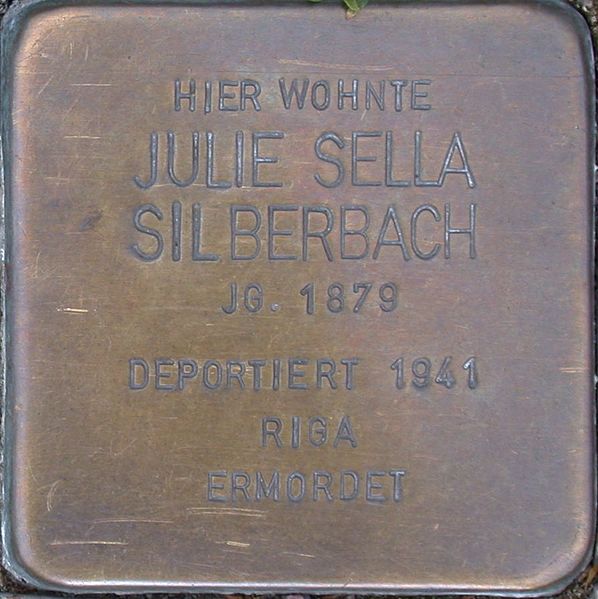 HIER WOHNTE
JULIE SELLA
SILBERBACH
JG. 1879
DEPORTIERT 1941
RIGA
ERMORDET